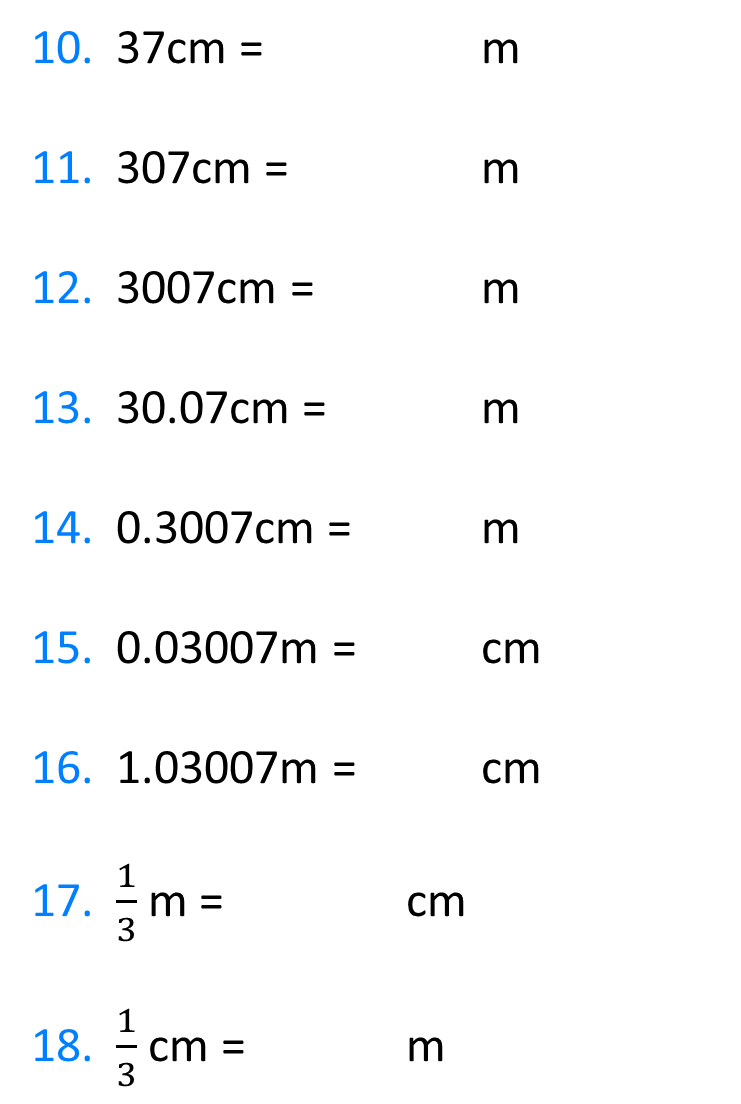 10. 37cm = m
11. 307cm = m
12. 3007cm = m
13. 30.07cm = m
14. 0.3007cm = m
15. 0.03007m = cm
16. 1.03007m = cm
17. 1/3 m = cm
18. 1/3 cm = m